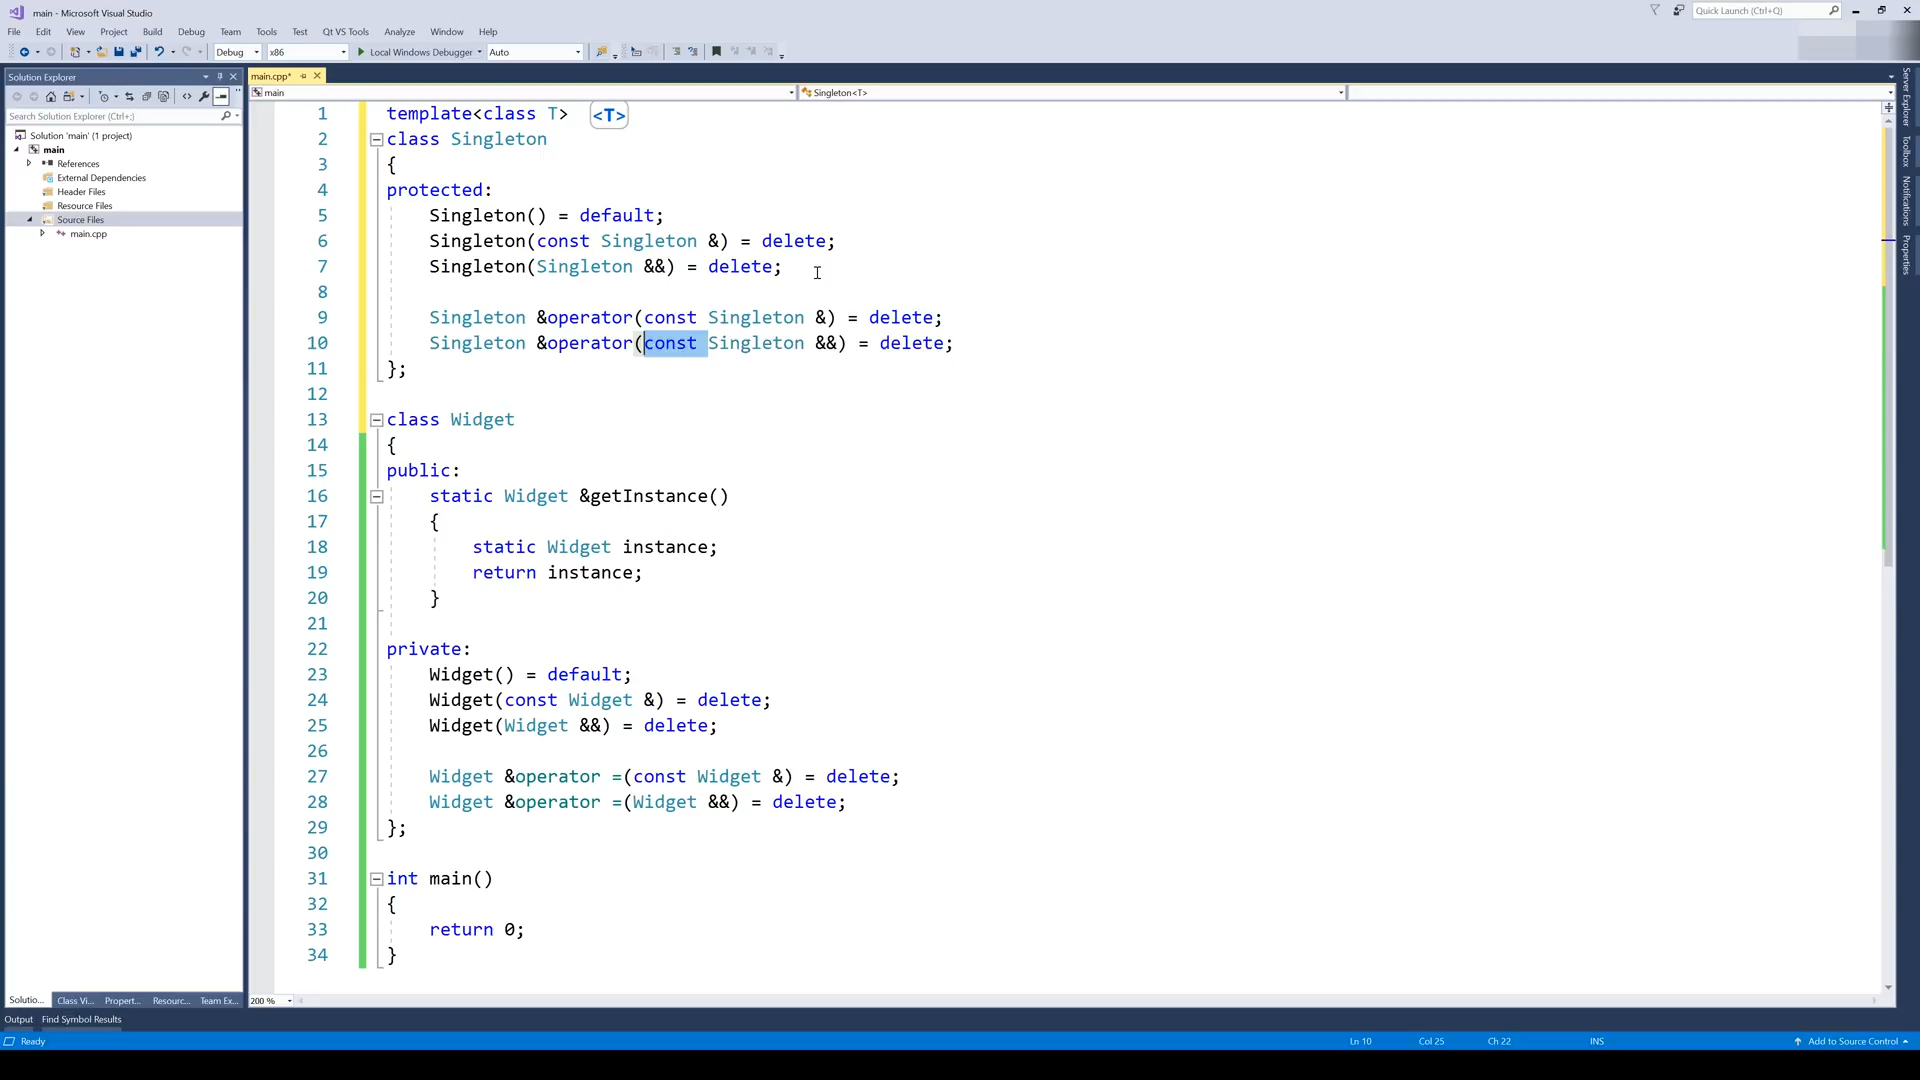 main - Microsoft Visual Studio
Quick Launch (Ctrl+Q)
File Edit View Project Build Debug Team Tools Test Qt VS Tools Analyze Window Help
Debug x86 Local Windows Debugger Auto
Solution Explorer
main.cpp*
main
Singleton<T>
Search Solution Explorer (Ctrl+;)
Solution 'main' (1 project)
main
References
External Dependencies
Header Files
Resource Files
Source Files
main.cpp
1 template<class T> <T>
2 class Singleton
3 {
4 protected:
5 Singleton() = default;
6 Singleton(const Singleton &) = delete;
7 Singleton(Singleton &&) = delete;
8
9 Singleton &operator(const Singleton &) = delete;
10 Singleton &operator(const Singleton &&) = delete;
11 };
12
13 class Widget
14 {
15 public:
16 static Widget &getInstance()
17 {
18 static Widget instance;
19 return instance;
20 }
21
22 private:
23 Widget() = default;
24 Widget(const Widget &) = delete;
25 Widget(Widget &&) = delete;
26
27 Widget &operator =(const Widget &) = delete;
28 Widget &operator =(Widget &&) = delete;
29 };
30
31 int main()
32 {
33 return 0;
34 }
Server Explorer
Toolbox
Notifications
Properties
Solutio... Class Vi... Propert... Resourc... Team Ex...
200 %
Output Find Symbol Results
Ready
Ln 10 Col 25 Ch 22 INS
Add to Source Control